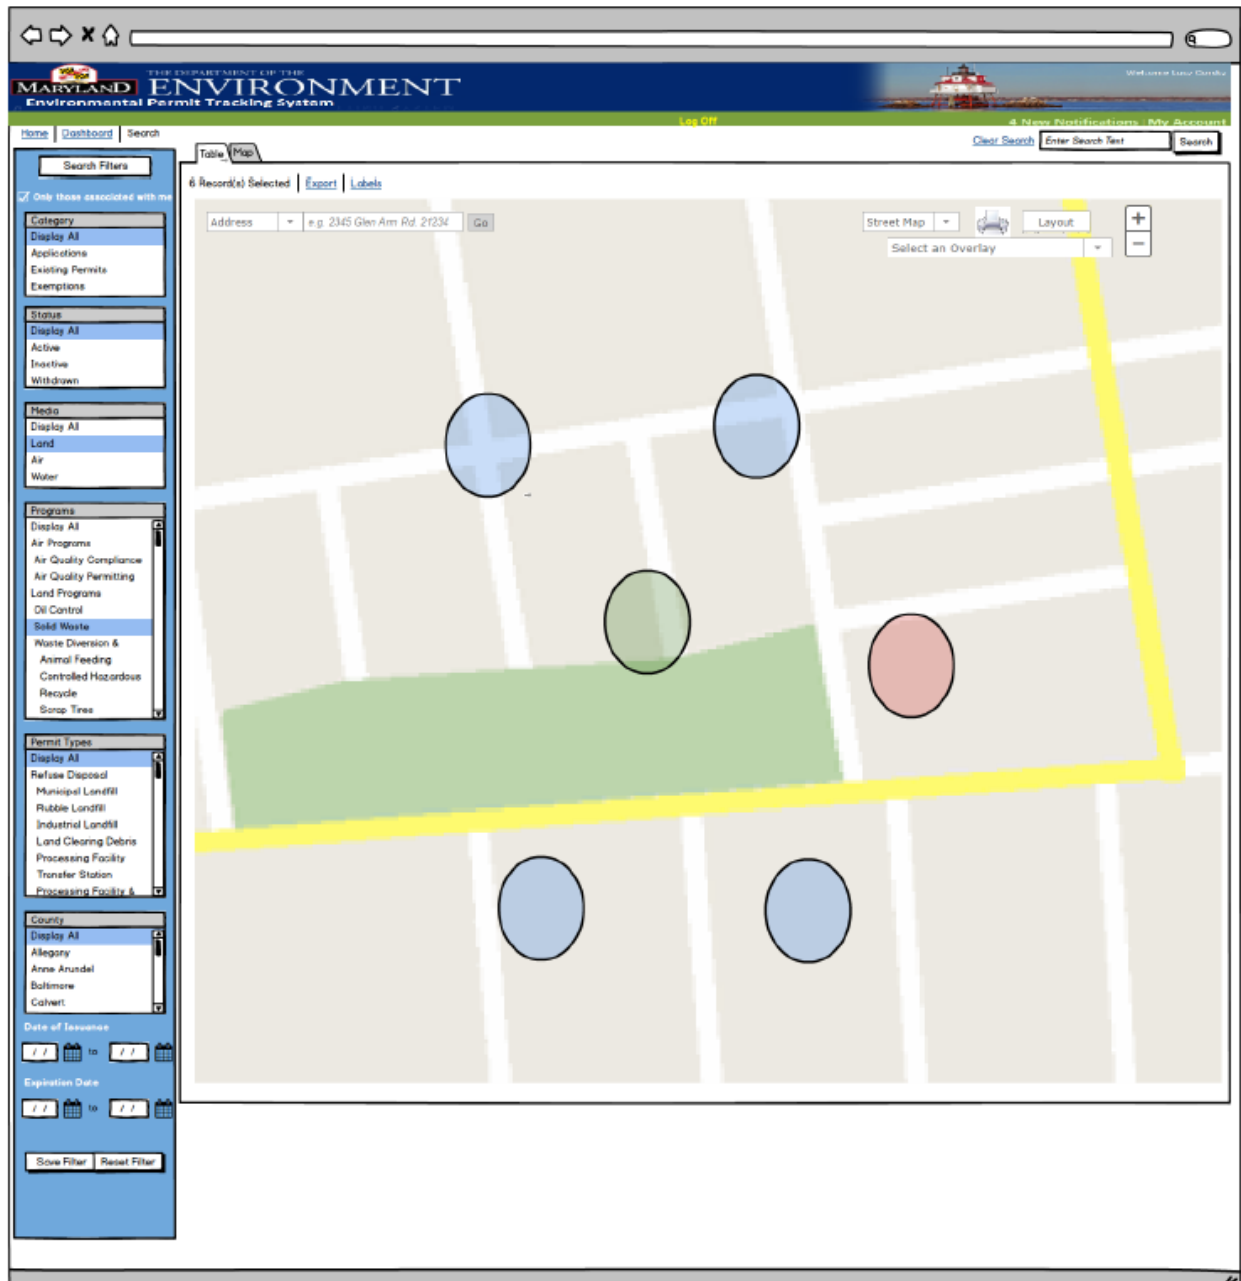 THE DEPARTMENT OF THE
MARYLAND ENVIRONMENT
Environmental Permit Tracking System
Log Off
4 New Notifications | My Account
Home | Dashboard | Search
Clear Search Enter Search Text Search
Search Filters
Table Map
6 Record(s) Selected | Export | Labels
Only those associated with me
Address e.g. 2345 Glen Arm Rd. 21234 Go
Street Map Layout + −
Select an Overlay
Category
Display All
Applications
Existing Permits
Exemptions
Status
Display All
Active
Inactive
Withdrawn
Media
Display All
Land
Air
Water
Programs
Display All
Air Programs
Air Quality Compliance
Air Quality Permitting
Land Programs
Oil Control
Solid Waste
Waste Diversion &
Animal Feeding
Controlled Hazardous
Recycle
Scrap Tires
Permit Types
Display All
Refuse Disposal
Municipal Landfill
Rubble Landfill
Industrial Landfill
Land Clearing Debris
Processing Facility
Transfer Station
Processing Facility &
County
Display All
Allegany
Anne Arundel
Baltimore
Calvert
Date of Issuance
/ / to / /
Expiration Date
/ / to / /
Save Filter Reset Filter